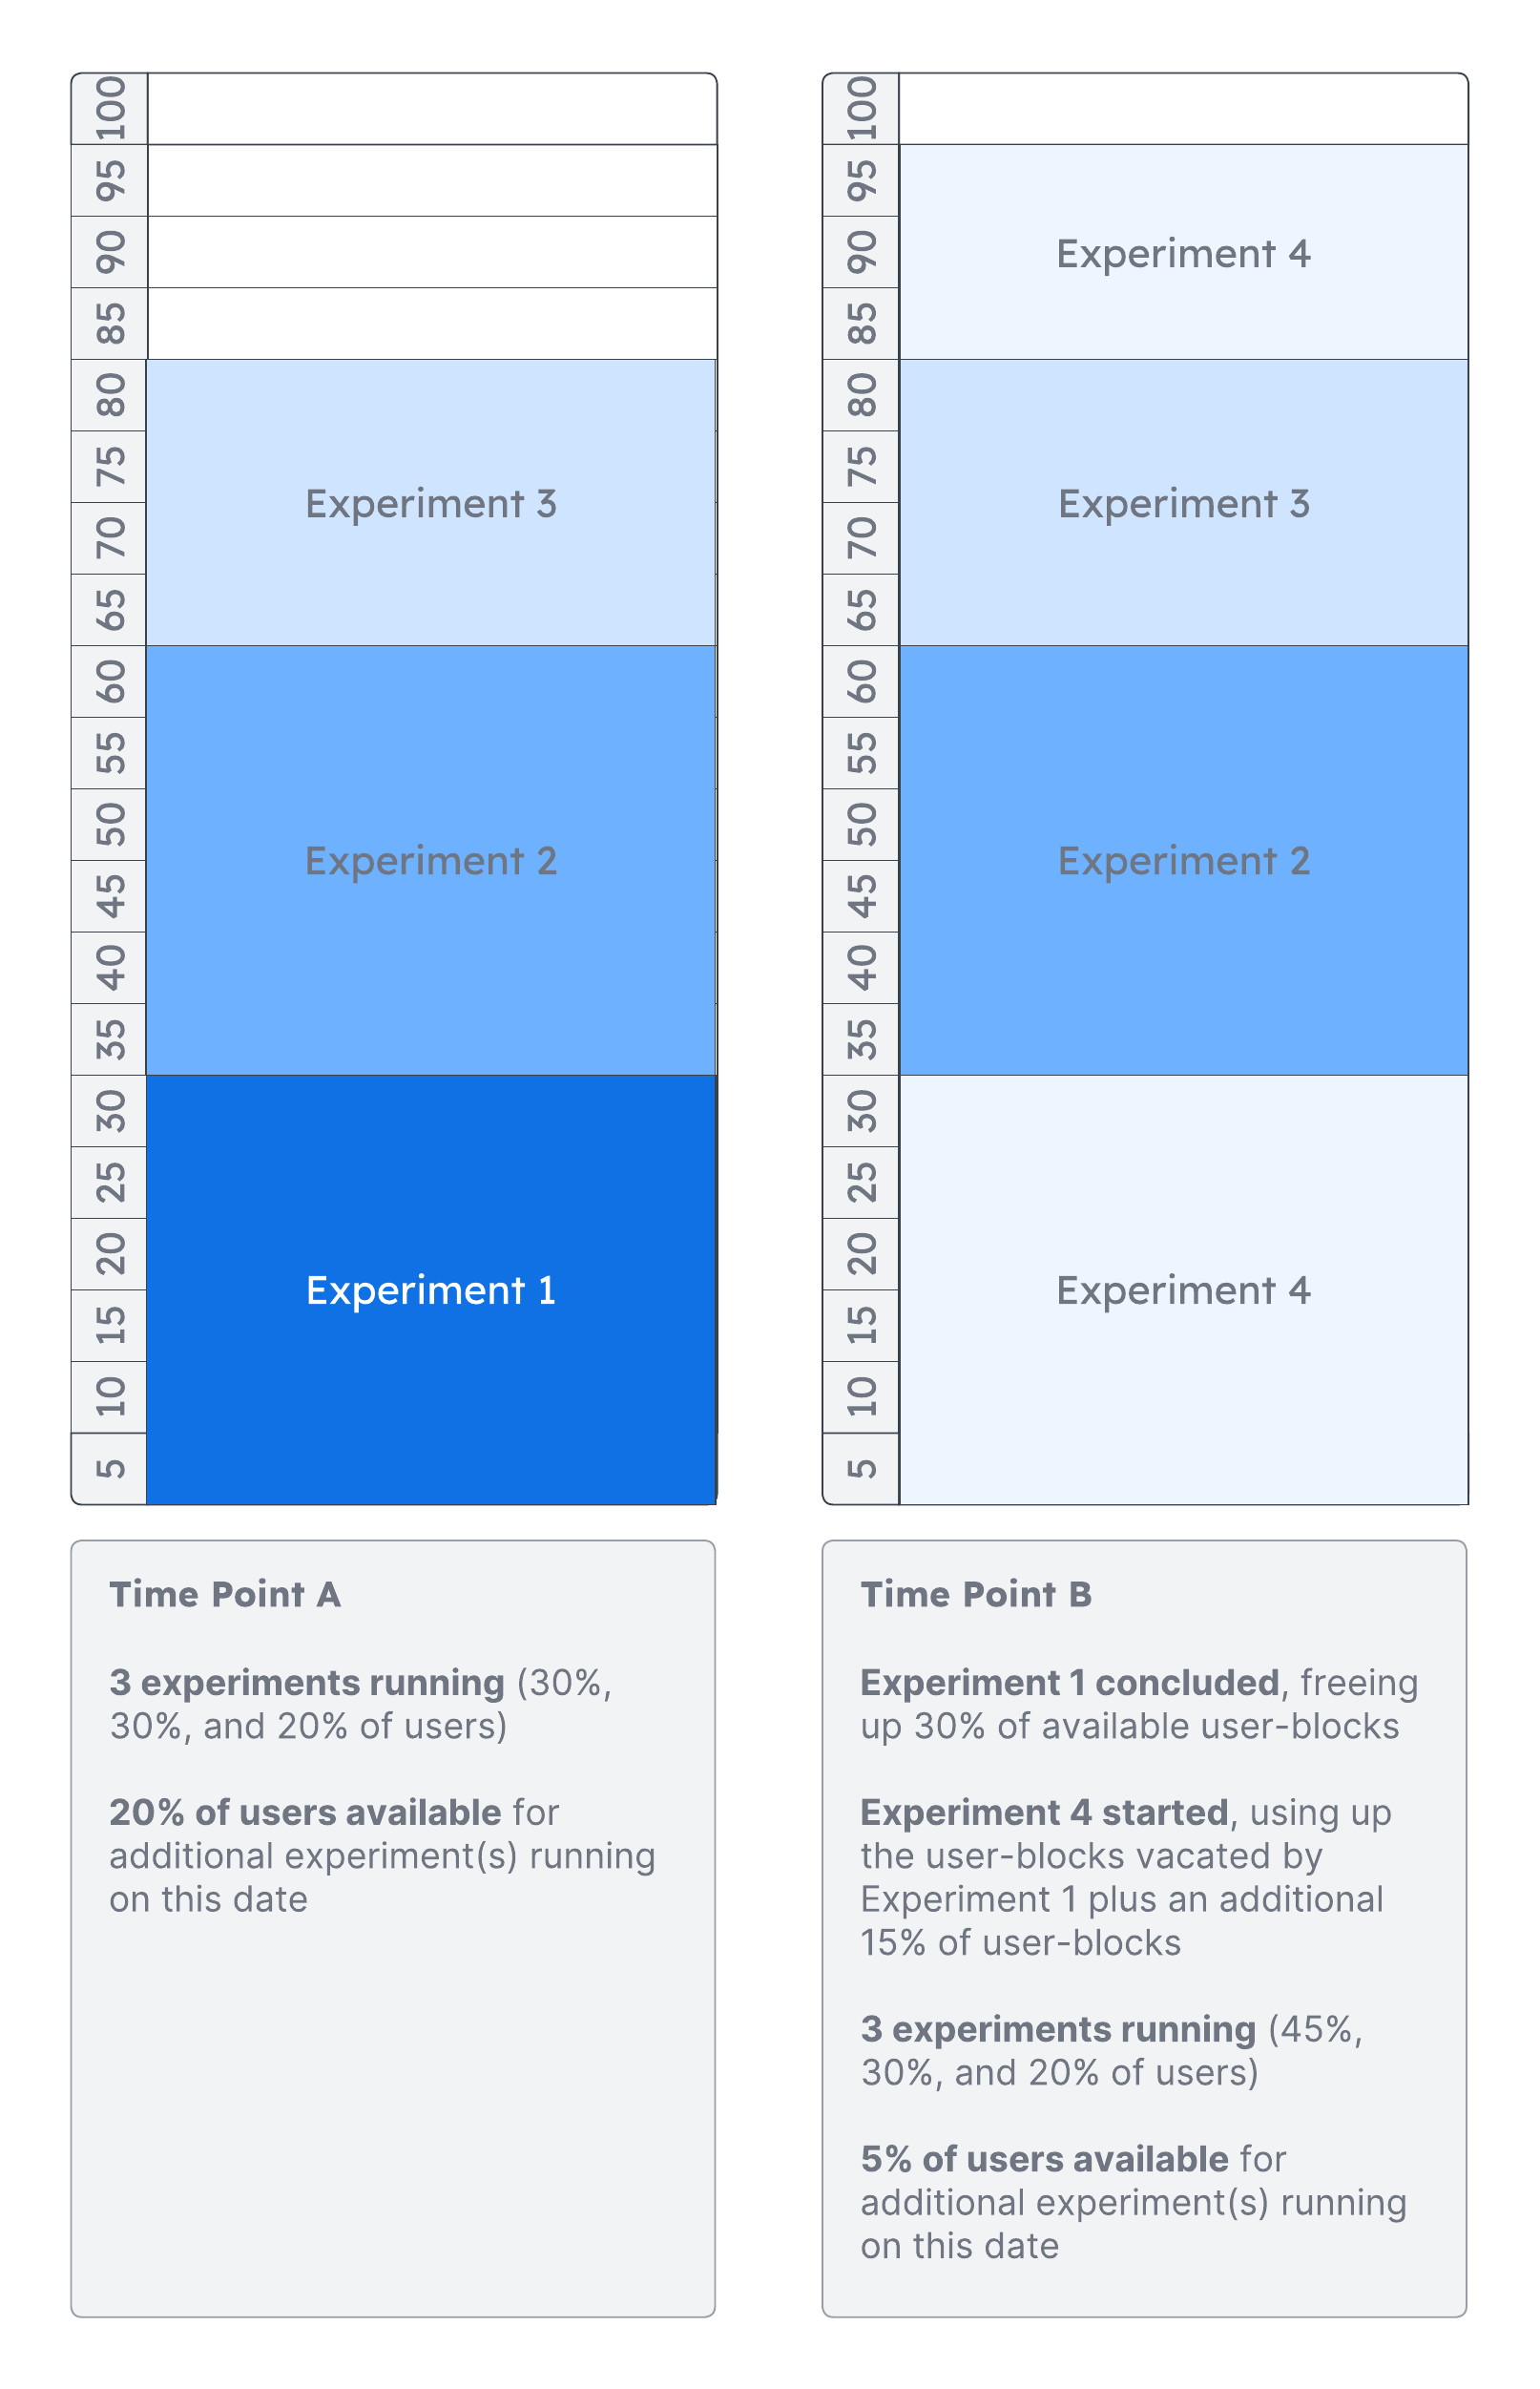 100
95
90
85
80
75
70
65
60
55
50
45
40
35
30
25
20
15
10
5
Experiment 3
Experiment 2
Experiment 1
100
95
90
85
80
75
70
65
60
55
50
45
40
35
30
25
20
15
10
5
Experiment 4
Experiment 3
Experiment 2
Experiment 4
Time Point A
3 experiments running (30%,
30%, and 20% of users)
20% of users available for
additional experiment(s) running
on this date
Time Point B
Experiment 1 concluded, freeing
up 30% of available user-blocks
Experiment 4 started, using up
the user-blocks vacated by
Experiment 1 plus an additional
15% of user-blocks
3 experiments running (45%,
30%, and 20% of users)
5% of users available for
additional experiment(s) running
on this date